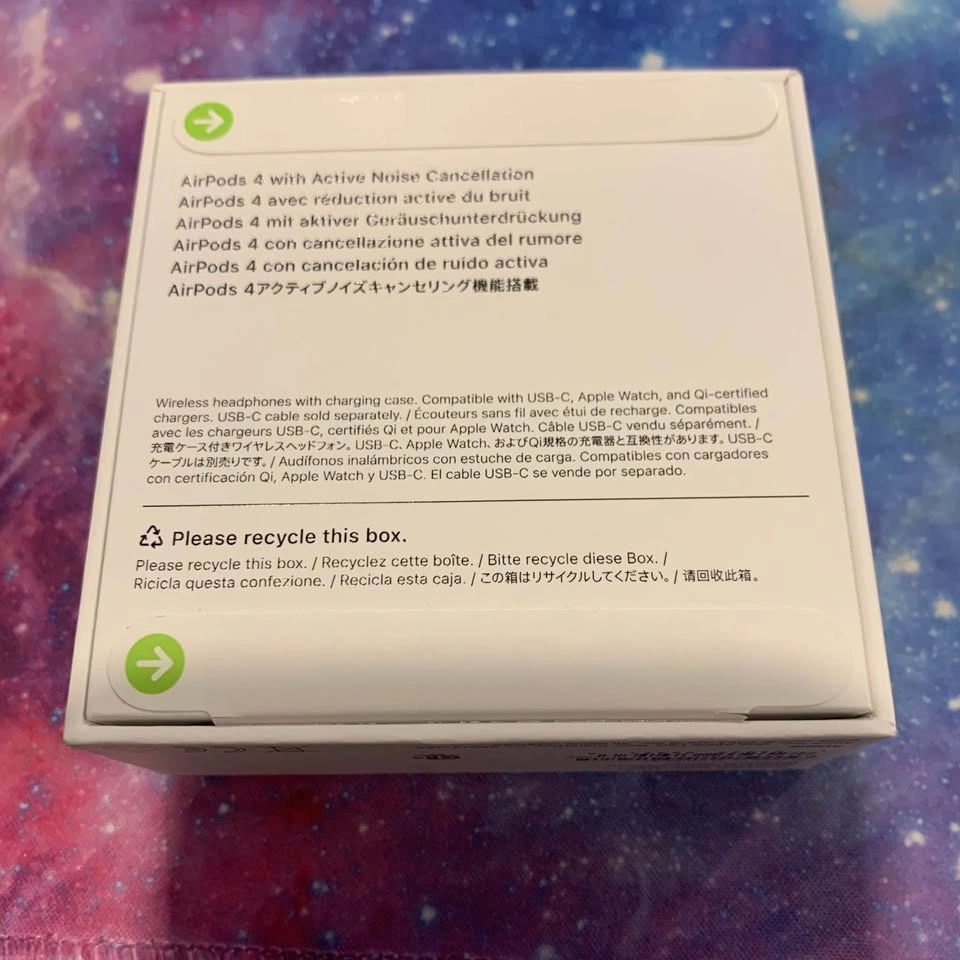 AirPods 4 with Active Noise Cancellation
AirPods 4 avec réduction active du bruit
AirPods 4 mit aktiver Geräuschunterdrückung
AirPods 4 con cancellazione attiva del rumore
AirPods 4 con cancelación de ruido activa
AirPods 4アクティブノイズキャンセリング機能搭載
Wireless headphones with charging case. Compatible with USB-C, Apple Watch, and Qi-certified
chargers. USB-C cable sold separately. / Écouteurs sans fil avec étui de recharge. Compatibles
avec les chargeurs USB-C, certifiés Qi et pour Apple Watch. Câble USB-C vendu séparément. /
充電ケース付きワイヤレスヘッドフォン。USB-C、Apple Watch、およびQi規格の充電器と互換性があります。USB-C
ケーブルは別売りです。/ Audífonos inalámbricos con estuche de carga. Compatibles con cargadores
con certificación Qi, Apple Watch y USB-C. El cable USB-C se vende por separado.
Please recycle this box.
Please recycle this box. / Recyclez cette boîte. / Bitte recycle diese Box. /
Ricicla questa confezione. / Recicla esta caja. / この箱はリサイクルしてください。/ 请回收此箱。